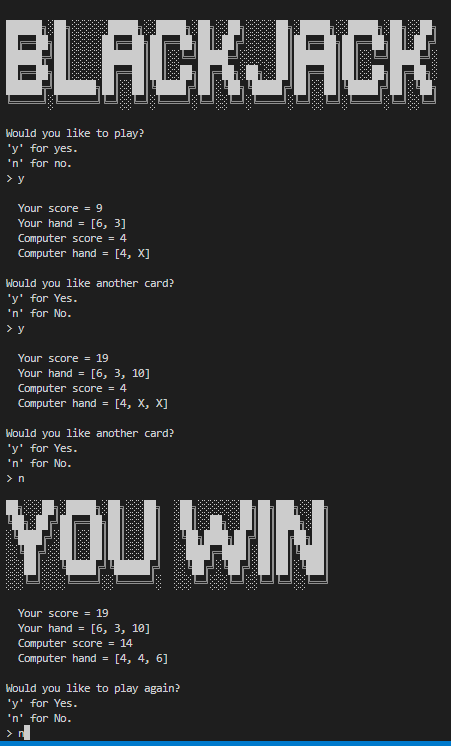 BLACKJACK
Would you like to play?
'y' for yes.
'n' for no.
> y
Your score = 9
Your hand = [6, 3]
Computer score = 4
Computer hand = [4, X]
Would you like another card?
'y' for Yes.
'n' for No.
> y
Your score = 19
Your hand = [6, 3, 10]
Computer score = 4
Computer hand = [4, X, X]
Would you like another card?
'y' for Yes.
'n' for No.
> n
YOU WIN
Your score = 19
Your hand = [6, 3, 10]
Computer score = 14
Computer hand = [4, 4, 6]
Would you like to play again?
'y' for Yes.
'n' for No.
> n